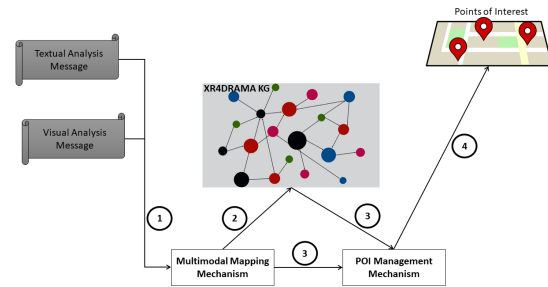 Points of Interest
Textual Analysis
Message
XR4DRAMA KG
Visual Analysis
Message
4
1
2
3
3
Multimodal Mapping
Mechanism
POI Management
Mechanism